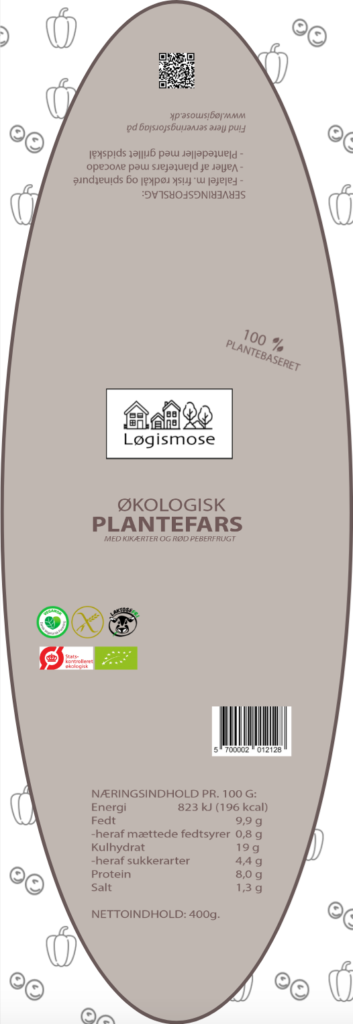 SERVERINGSFORSLAG:
- Falafel m. frisk rødkål og spinatpuré
- Vafler af plantefars med avocado
- Plantedeller med grillet spidskål
Find flere serveringsforslag på
www.løgismose.dk
100 %
PLANTEBASERET
Løgismose
ØKOLOGISK
PLANTEFARS
MED KIKÆRTER OG RØD PEBERFRUGT
Stats-
kontrolleret
økologisk
5 700002 012128
NÆRINGSINDHOLD PR. 100 G:
Energi 823 kJ (196 kcal)
Fedt 9,9 g
-heraf mættede fedtsyrer 0,8 g
Kulhydrat 19 g
-heraf sukkerarter 4,4 g
Protein 8,0 g
Salt 1,3 g
NETTOINDHOLD: 400g.